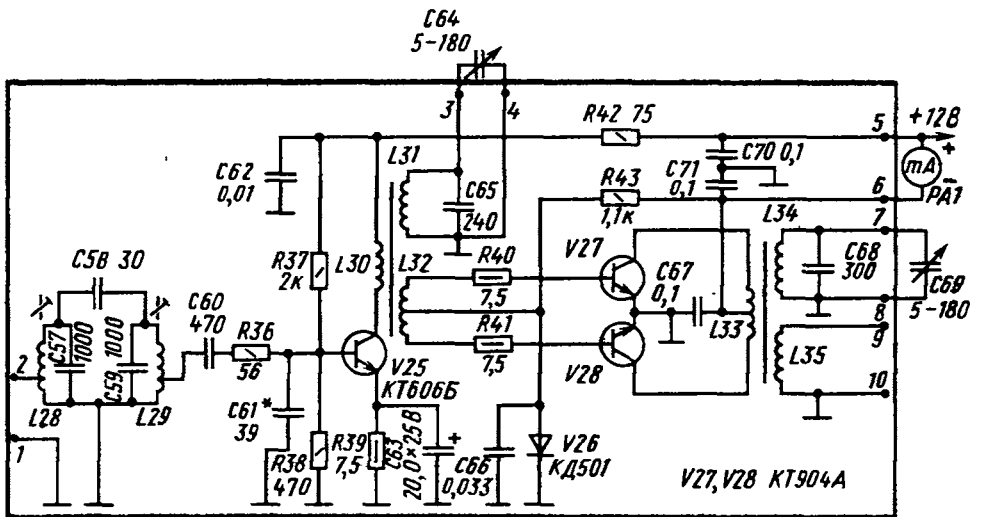 C64
5-180
3
4
R42 75
5
+12В
+
C62
0,01
L31
C65
240
C70 0,1
C71
0,1
mA
-
PA1
R43
1,1к
6
L34
7
C58 30
R37
2к
L30
L32
R40
7,5
V27
C67
0,1
C68
300
C69
5-180
C57
1000
1000
C59
C60
470
R36
56
R41
7,5
L33
8
9
2
V25
КТ606Б
V28
L35
L28
L29
C61*
39
10
1
R38
470
R39
7,5
C63
20,0×25В
+
C66
0,033
V26
КД501
V27, V28 КТ904А